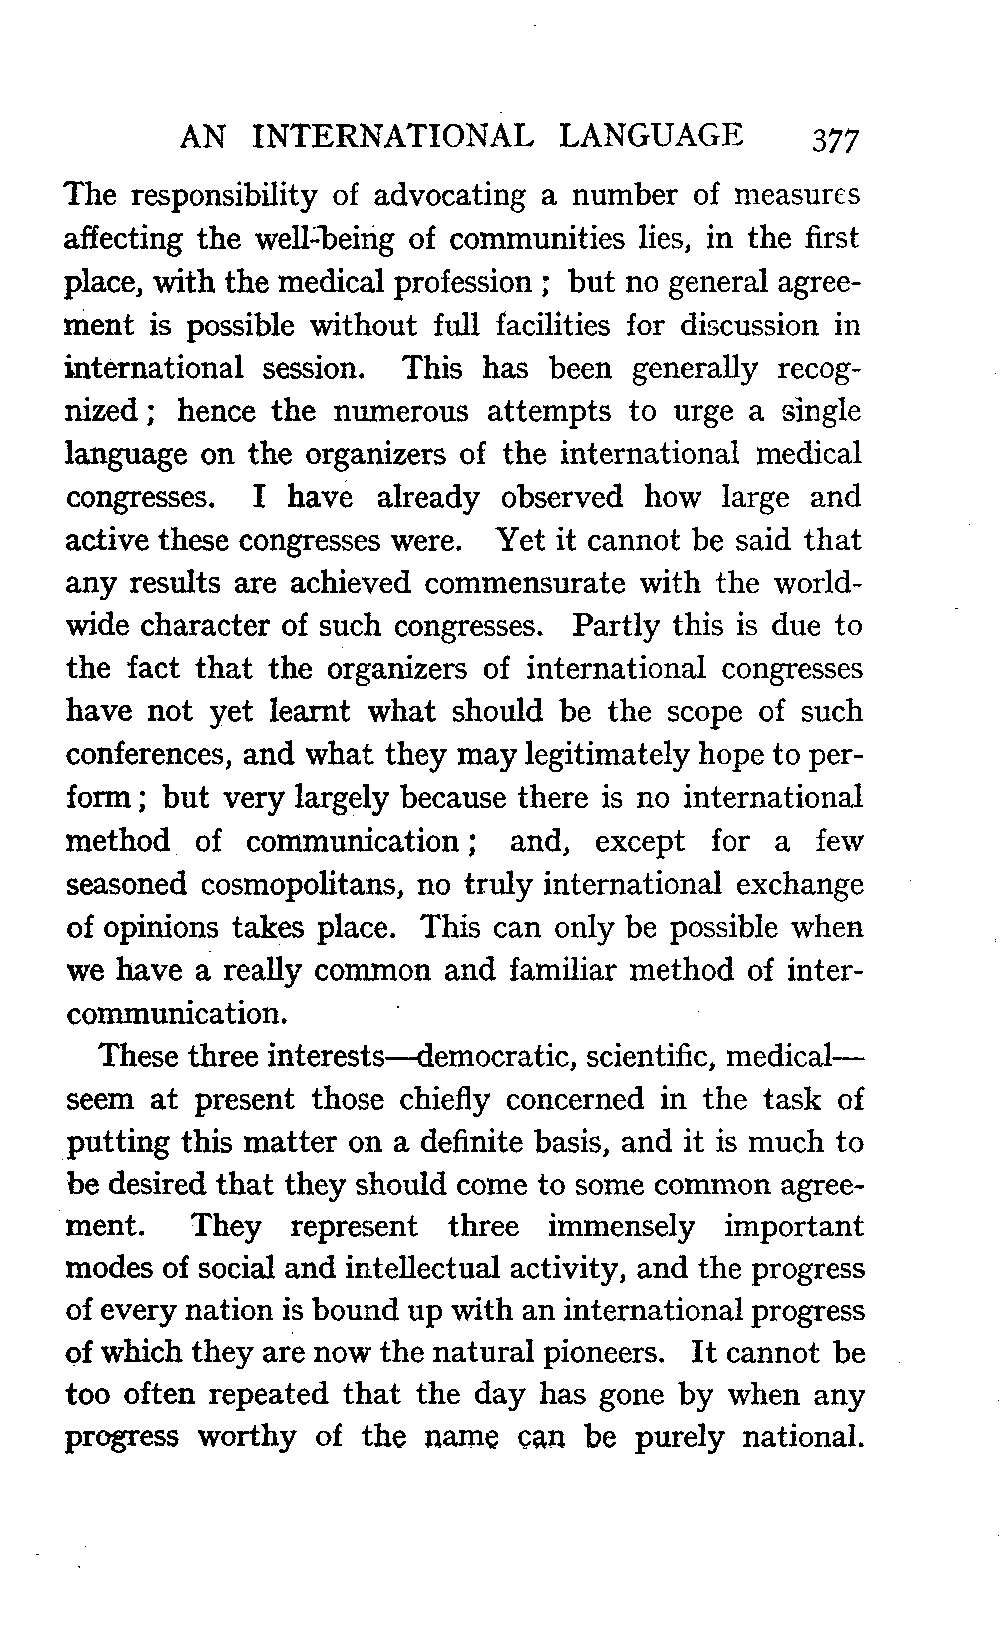 AN INTERNATIONAL LANGUAGE 377
The responsibility of advocating a number of measures
affecting the well-being of communities lies, in the first
place, with the medical profession ; but no general agree-
ment is possible without full facilities for discussion in
international session. This has been generally recog-
nized ; hence the numerous attempts to urge a single
language on the organizers of the international medical
congresses. I have already observed how large and
active these congresses were. Yet it cannot be said that
any results are achieved commensurate with the world-
wide character of such congresses. Partly this is due to
the fact that the organizers of international congresses
have not yet learnt what should be the scope of such
conferences, and what they may legitimately hope to per-
form ; but very largely because there is no international
method of communication ; and, except for a few
seasoned cosmopolitans, no truly international exchange
of opinions takes place. This can only be possible when
we have a really common and familiar method of inter-
communication.
These three interests—democratic, scientific, medical—
seem at present those chiefly concerned in the task of
putting this matter on a definite basis, and it is much to
be desired that they should come to some common agree-
ment. They represent three immensely important
modes of social and intellectual activity, and the progress
of every nation is bound up with an international progress
of which they are now the natural pioneers. It cannot be
too often repeated that the day has gone by when any
progress worthy of the name can be purely national.